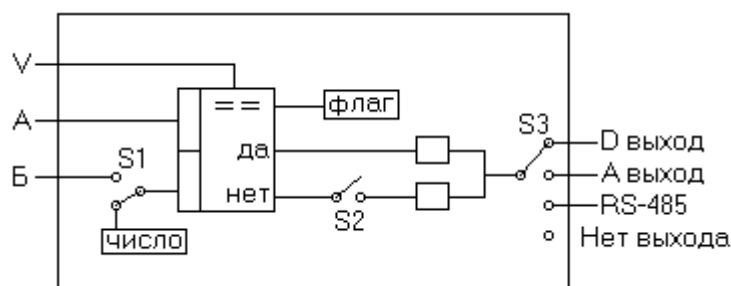 V
==
флаг
А
S3
D выход
да
S1
А выход
Б
нет
RS-485
S2
число
Нет выхода